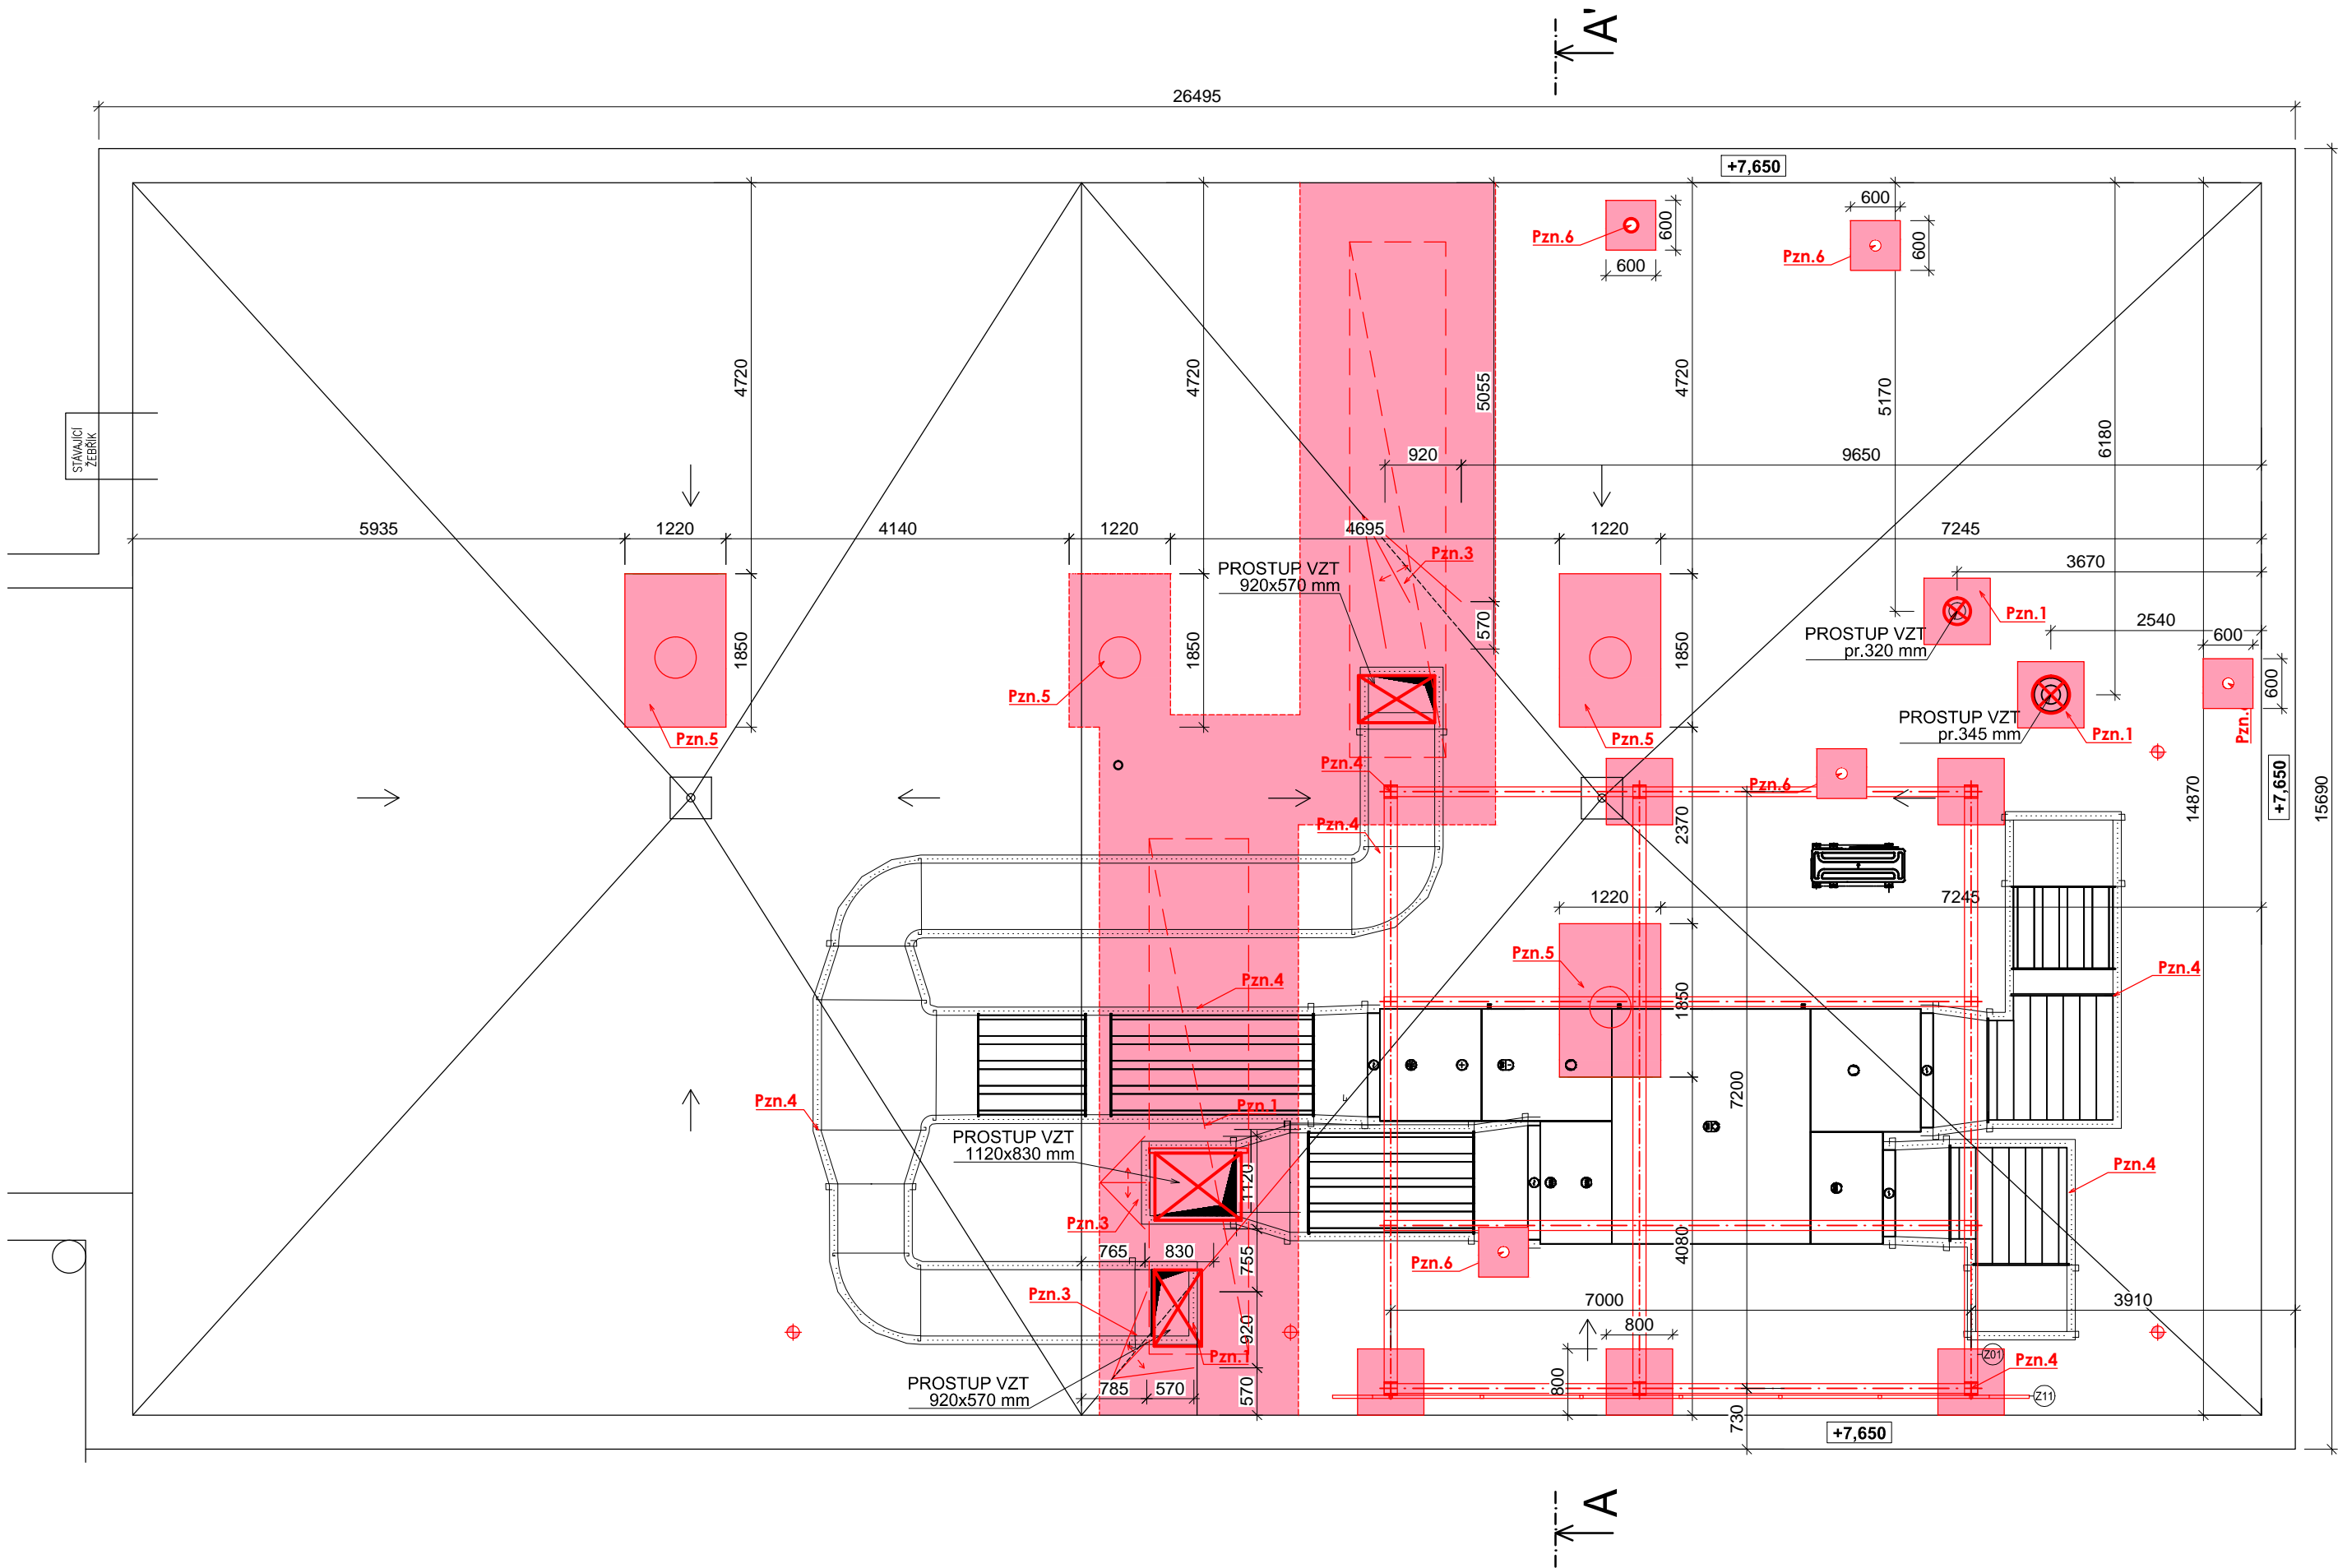 A'
26495
+7,650
600
600
Pzn.6
600
Pzn.6
600
4720
4720
5055
4720
5170
6180
STÁVAJÍCÍ
ŽEBŘÍK
920
9650
5935
1220
4140
1220
4695
1220
7245
Pzn.3
PROSTUP VZT
920x570 mm
3670
Pzn.1
2540
570
PROSTUP VZT
pr.320 mm
600
1850
1850
1850
600
Pzn.5
Pzn.5
Pzn.5
PROSTUP VZT
pr.345 mm
Pzn.1
Pzn.
Pzn.4
Pzn.6
+7,650
14870
15690
Pzn.4
2370
1220
7245
Pzn.5
Pzn.4
Pzn.4
1850
7200
Pzn.4
Pzn.1
PROSTUP VZT
1120x830 mm
1120
Pzn.4
Pzn.3
765
830
755
4080
Pzn.6
Pzn.3
7000
3910
920
800
Pzn.1
Z01
Pzn.4
PROSTUP VZT
920x570 mm
785
570
570
800
Z11
730
+7,650
A